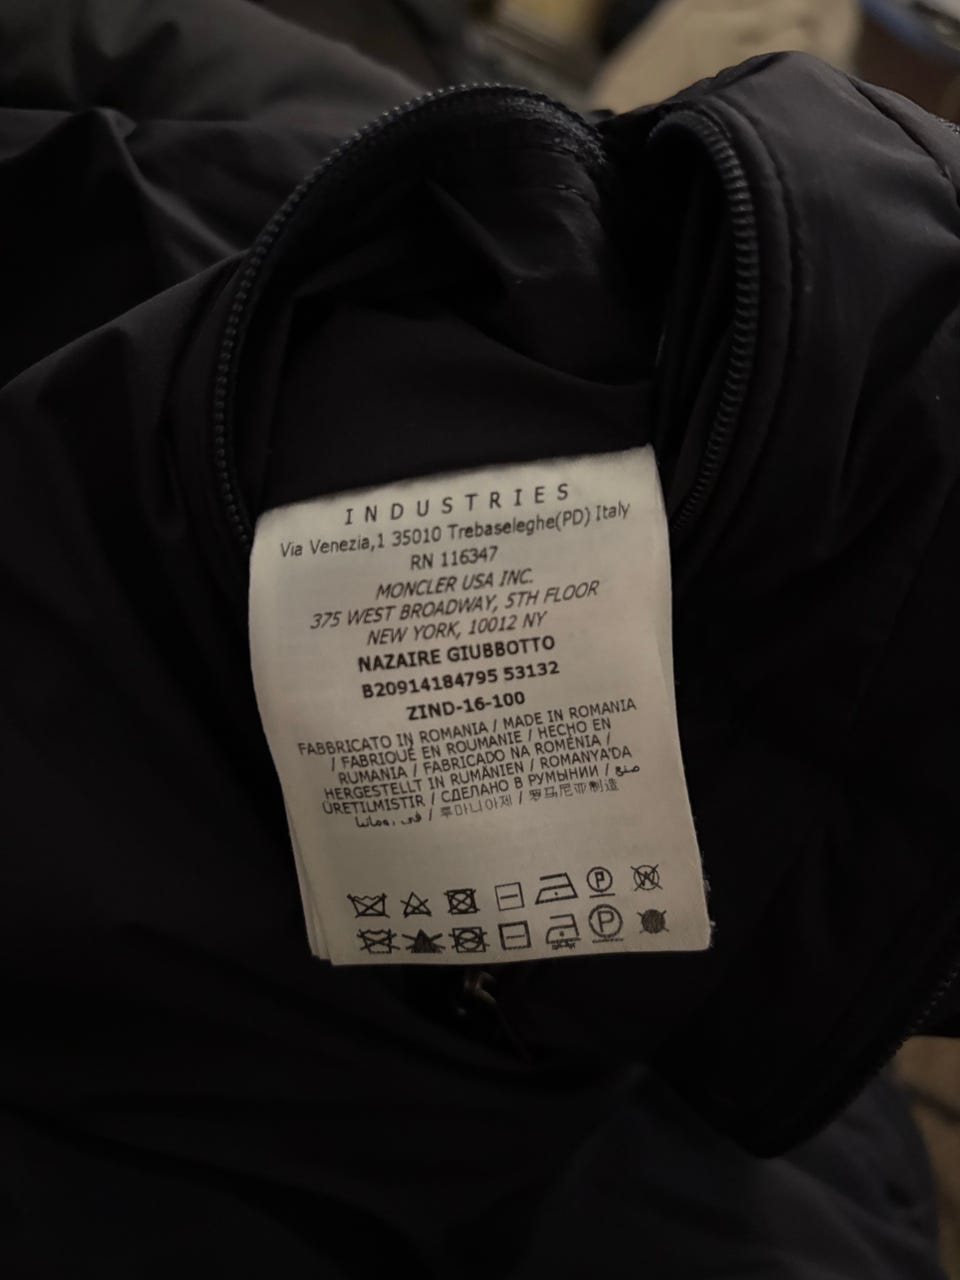 INDUSTRIES
Via Venezia,1 35010 Trebaseleghe(PD) Italy
RN 116347
MONCLER USA INC.
375 WEST BROADWAY, 5TH FLOOR
NEW YORK, 10012 NY
NAZAIRE GIUBBOTTO
B20914184795 53132
ZIND-16-100
FABBRICATO IN ROMANIA / MADE IN ROMANIA
/ FABRIQUÉ EN ROUMANIE / HECHO EN
RUMANIA / FABRICADO NA ROMÉNIA /
HERGESTELLT IN RUMÄNIEN / ROMANYA'DA
ÜRETILMISTIR / СДЕЛАНО В РУМЫНИИ / صنع
في رومانيا / 루마니아제 / 罗马尼亚制造
P W
P